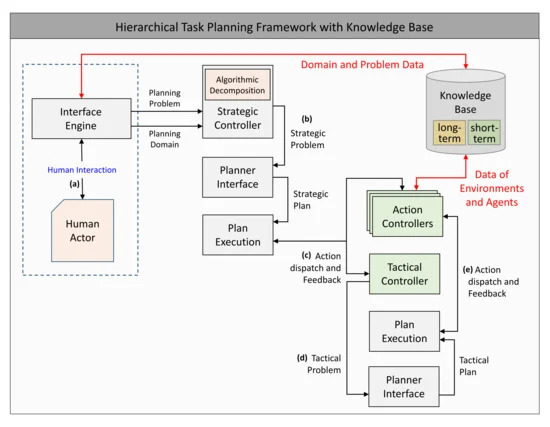 Hierarchical Task Planning Framework with Knowledge Base
Domain and Problem Data
Algorithmic
Decomposition
Planning
Problem
Interface
Engine
Strategic
Controller
(b)
Strategic
Problem
Knowledge
Base
long-
term
short-
term
Planning
Domain
Human Interaction
(a)
Planner
Interface
Data of
Environments
and Agents
Strategic
Plan
Human
Actor
Plan
Execution
Action
Controllers
(c) Action
dispatch and
Feedback
Tactical
Controller
(e) Action
dispatch and
Feedback
Plan
Execution
(d) Tactical
Problem
Tactical
Plan
Planner
Interface